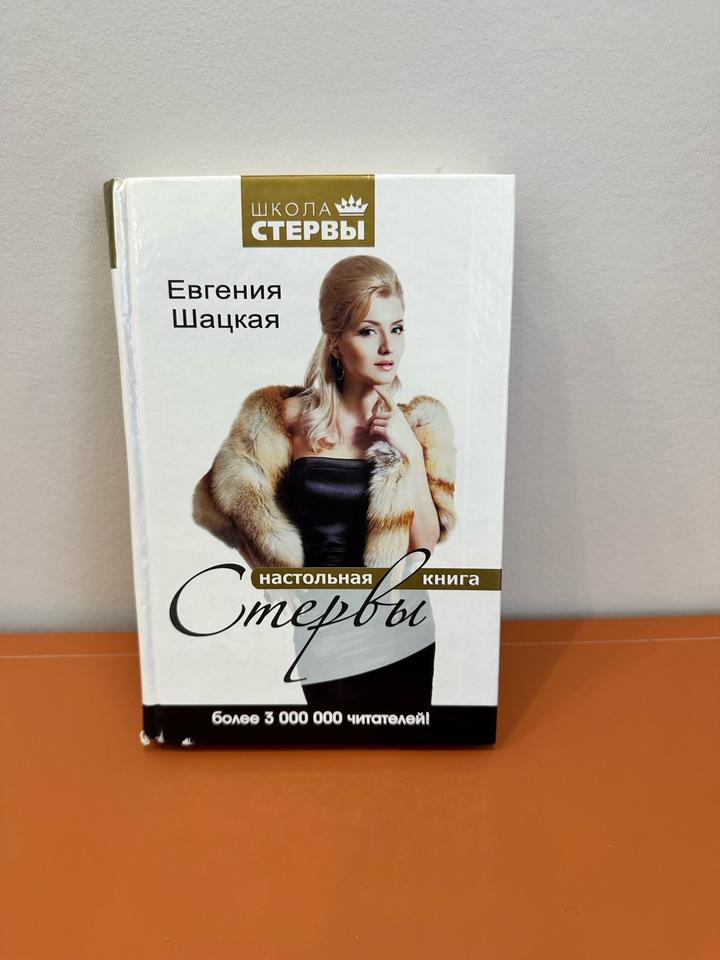 ШКОЛА
СТЕРВЫ
Евгения
Шацкая
настольная книга
Стервы
более 3 000 000 читателей!